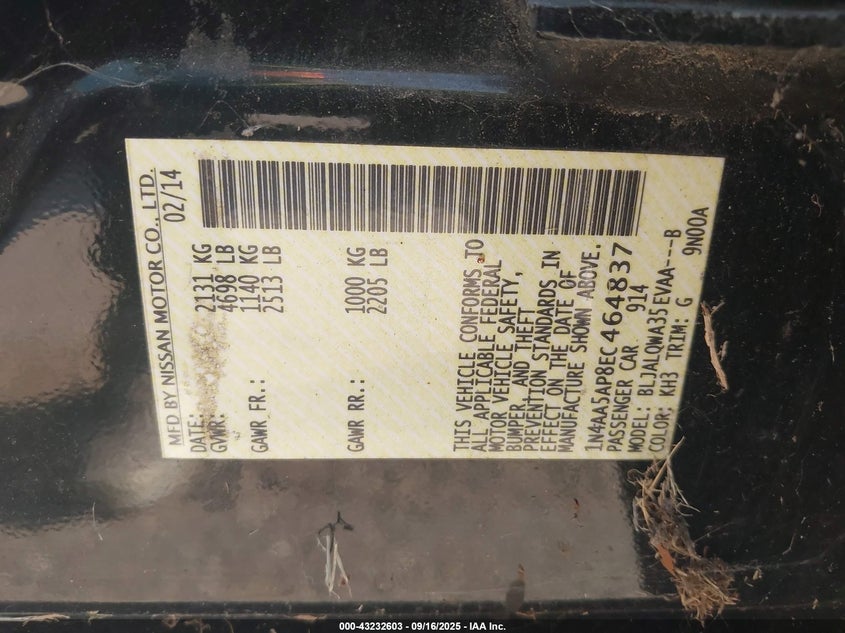 MFD BY NISSAN MOTOR CO., LTD.
DATE: 02/14
GVWR: 2131 KG
4698 LB
GAWR FR.: 1140 KG
2513 LB
GAWR RR.: 1000 KG
2205 LB
THIS VEHICLE CONFORMS TO
ALL APPLICABLE FEDERAL
MOTOR VEHICLE SAFETY,
BUMPER, AND THEFT
PREVENTION STANDARDS IN
EFFECT ON THE DATE OF
MANUFACTURE SHOWN ABOVE.
1N4AA5AP8EC464837
PASSENGER CAR 914
MODEL: BLJALQWA35EVAA----B
COLOR: KH3 TRIM: G 9N00A
000-43232603 - 09/16/2025 - IAA Inc.